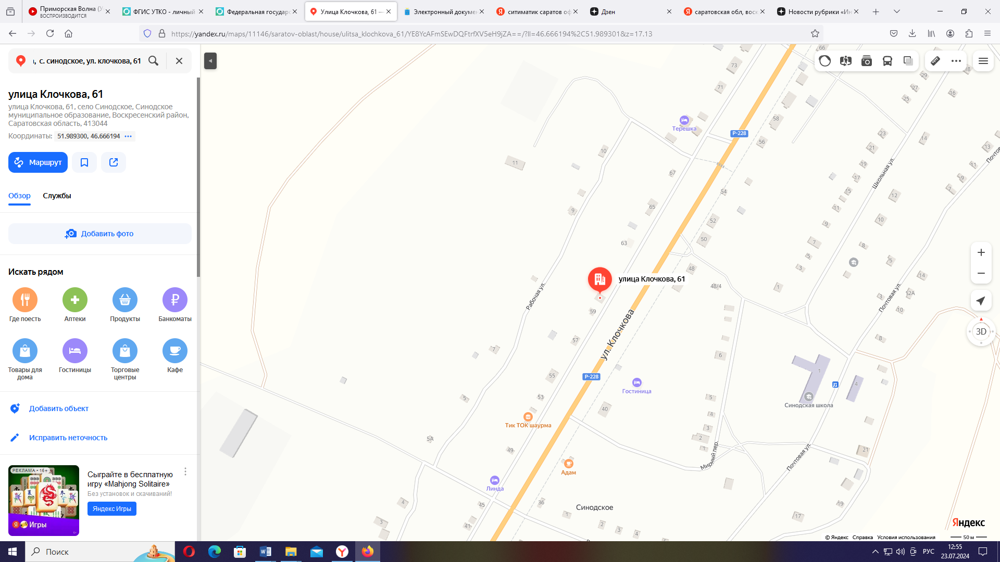 Приморская Волна (У
ВОСПРОИЗВОДИТСЯ
ФГИС УТКО - личный
Федеральная государс
Улица Клочкова, 61 —
Электронный докумен
ситиматик саратов оф
Дзен
саратовская обл, воск
Новости рубрики «Ин
https://yandex.ru/maps/11146/saratov-oblast/house/ulitsa_klochkova_61/YE8YcAFmSEwDQFtrfXV5eH9jZA==/?ll=46.666194%2C51.989301&z=17.13
с. синодское, ул. клочкова, 61
улица Клочкова, 61
улица Клочкова, 61, село Синодское, Синодское
муниципальное образование, Воскресенский район,
Саратовская область, 413044
Координаты: 51.989300, 46.666194
Маршрут
Обзор Службы
Добавить фото
Искать рядом
Где поесть Аптеки Продукты Банкоматы
Товары для дома Гостиницы Торговые центры Кафе
Добавить объект
Исправить неточность
РЕКЛАМА • 16+
Сыграйте в бесплатную
игру «Mahjong Solitaire»
Без установок и скачиваний!
Яндекс Игры
Я Игры
66
73
18
29
71
27
16
25
58
Терешка
Р-228
56
23
14
21
13
10
11
19
11
67
Школьная ул.
Почтов
17
9
54
15
7
12
65
9
11
52
10
9
63
50
7
8
5
5
48
3
14
улица Клочкова, 61
48/4
1
12А
3
Рабочая ул.
59
Почтовая ул.
10
ул. Клочкова
57
8
7
6
55
Р-228
1
4
Гостиница
5
53
5
Синодская школа
40
4
Тик ТОК шаурма
3
5А
2
49
1
21
Мирный пер.
Почтовая ул.
Адам
Линда
4
45
36
Синодское
19
3
1
17
41
2
3
4
3D
Яндекс
© Яндекс Справка Условия использования
50 м
Поиск
РУС
12:55
23.07.2024